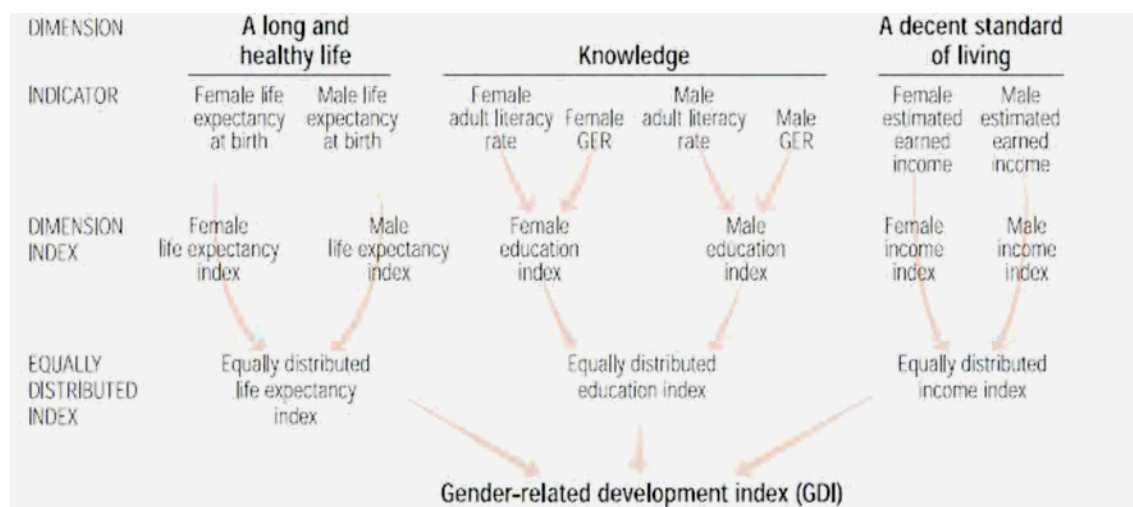 DIMENSION
A long and
healthy life
Knowledge
A decent standard
of living
INDICATOR
Female life
expectancy
at birth
Male life
expectancy
at birth
Female
adult literacy
rate
Female
GER
Male
adult literacy
rate
Male
GER
Female
estimated
earned
income
Male
estimated
earned
income
DIMENSION
INDEX
Female
life expectancy
index
Male
life expectancy
index
Female
education
index
Male
education
index
Female
income
index
Male
income
index
EQUALLY
DISTRIBUTED
INDEX
Equally distributed
life expectancy
index
Equally distributed
education index
Equally distributed
income index
Gender-related development index (GDI)